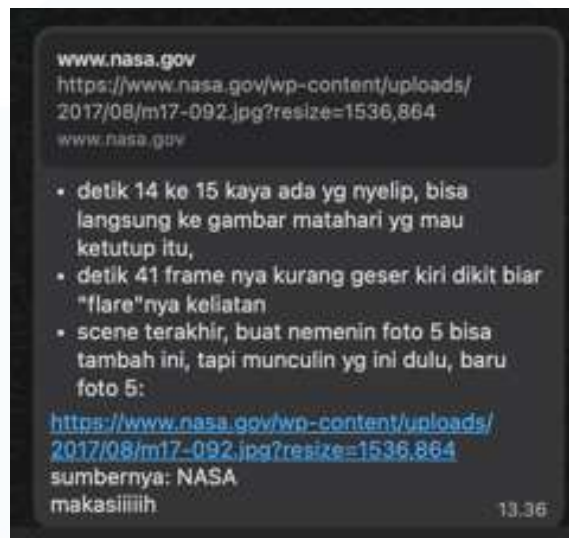 www.nasa.gov
https://www.nasa.gov/wp-content/uploads/
2017/08/m17-092.jpg?resize=1536,864
www.nasa.gov
• detik 14 ke 15 kaya ada yg nyelip, bisa
langsung ke gambar matahari yg mau
ketutup itu,
• detik 41 frame nya kurang geser kiri dikit biar
"flare"nya keliatan
• scene terakhir, buat nemenin foto 5 bisa
tambah ini, tapi munculin yg ini dulu, baru
foto 5:
https://www.nasa.gov/wp-content/uploads/
2017/08/m17-092.jpg?resize=1536,864
sumbernya: NASA
makasiiiiih
13.36